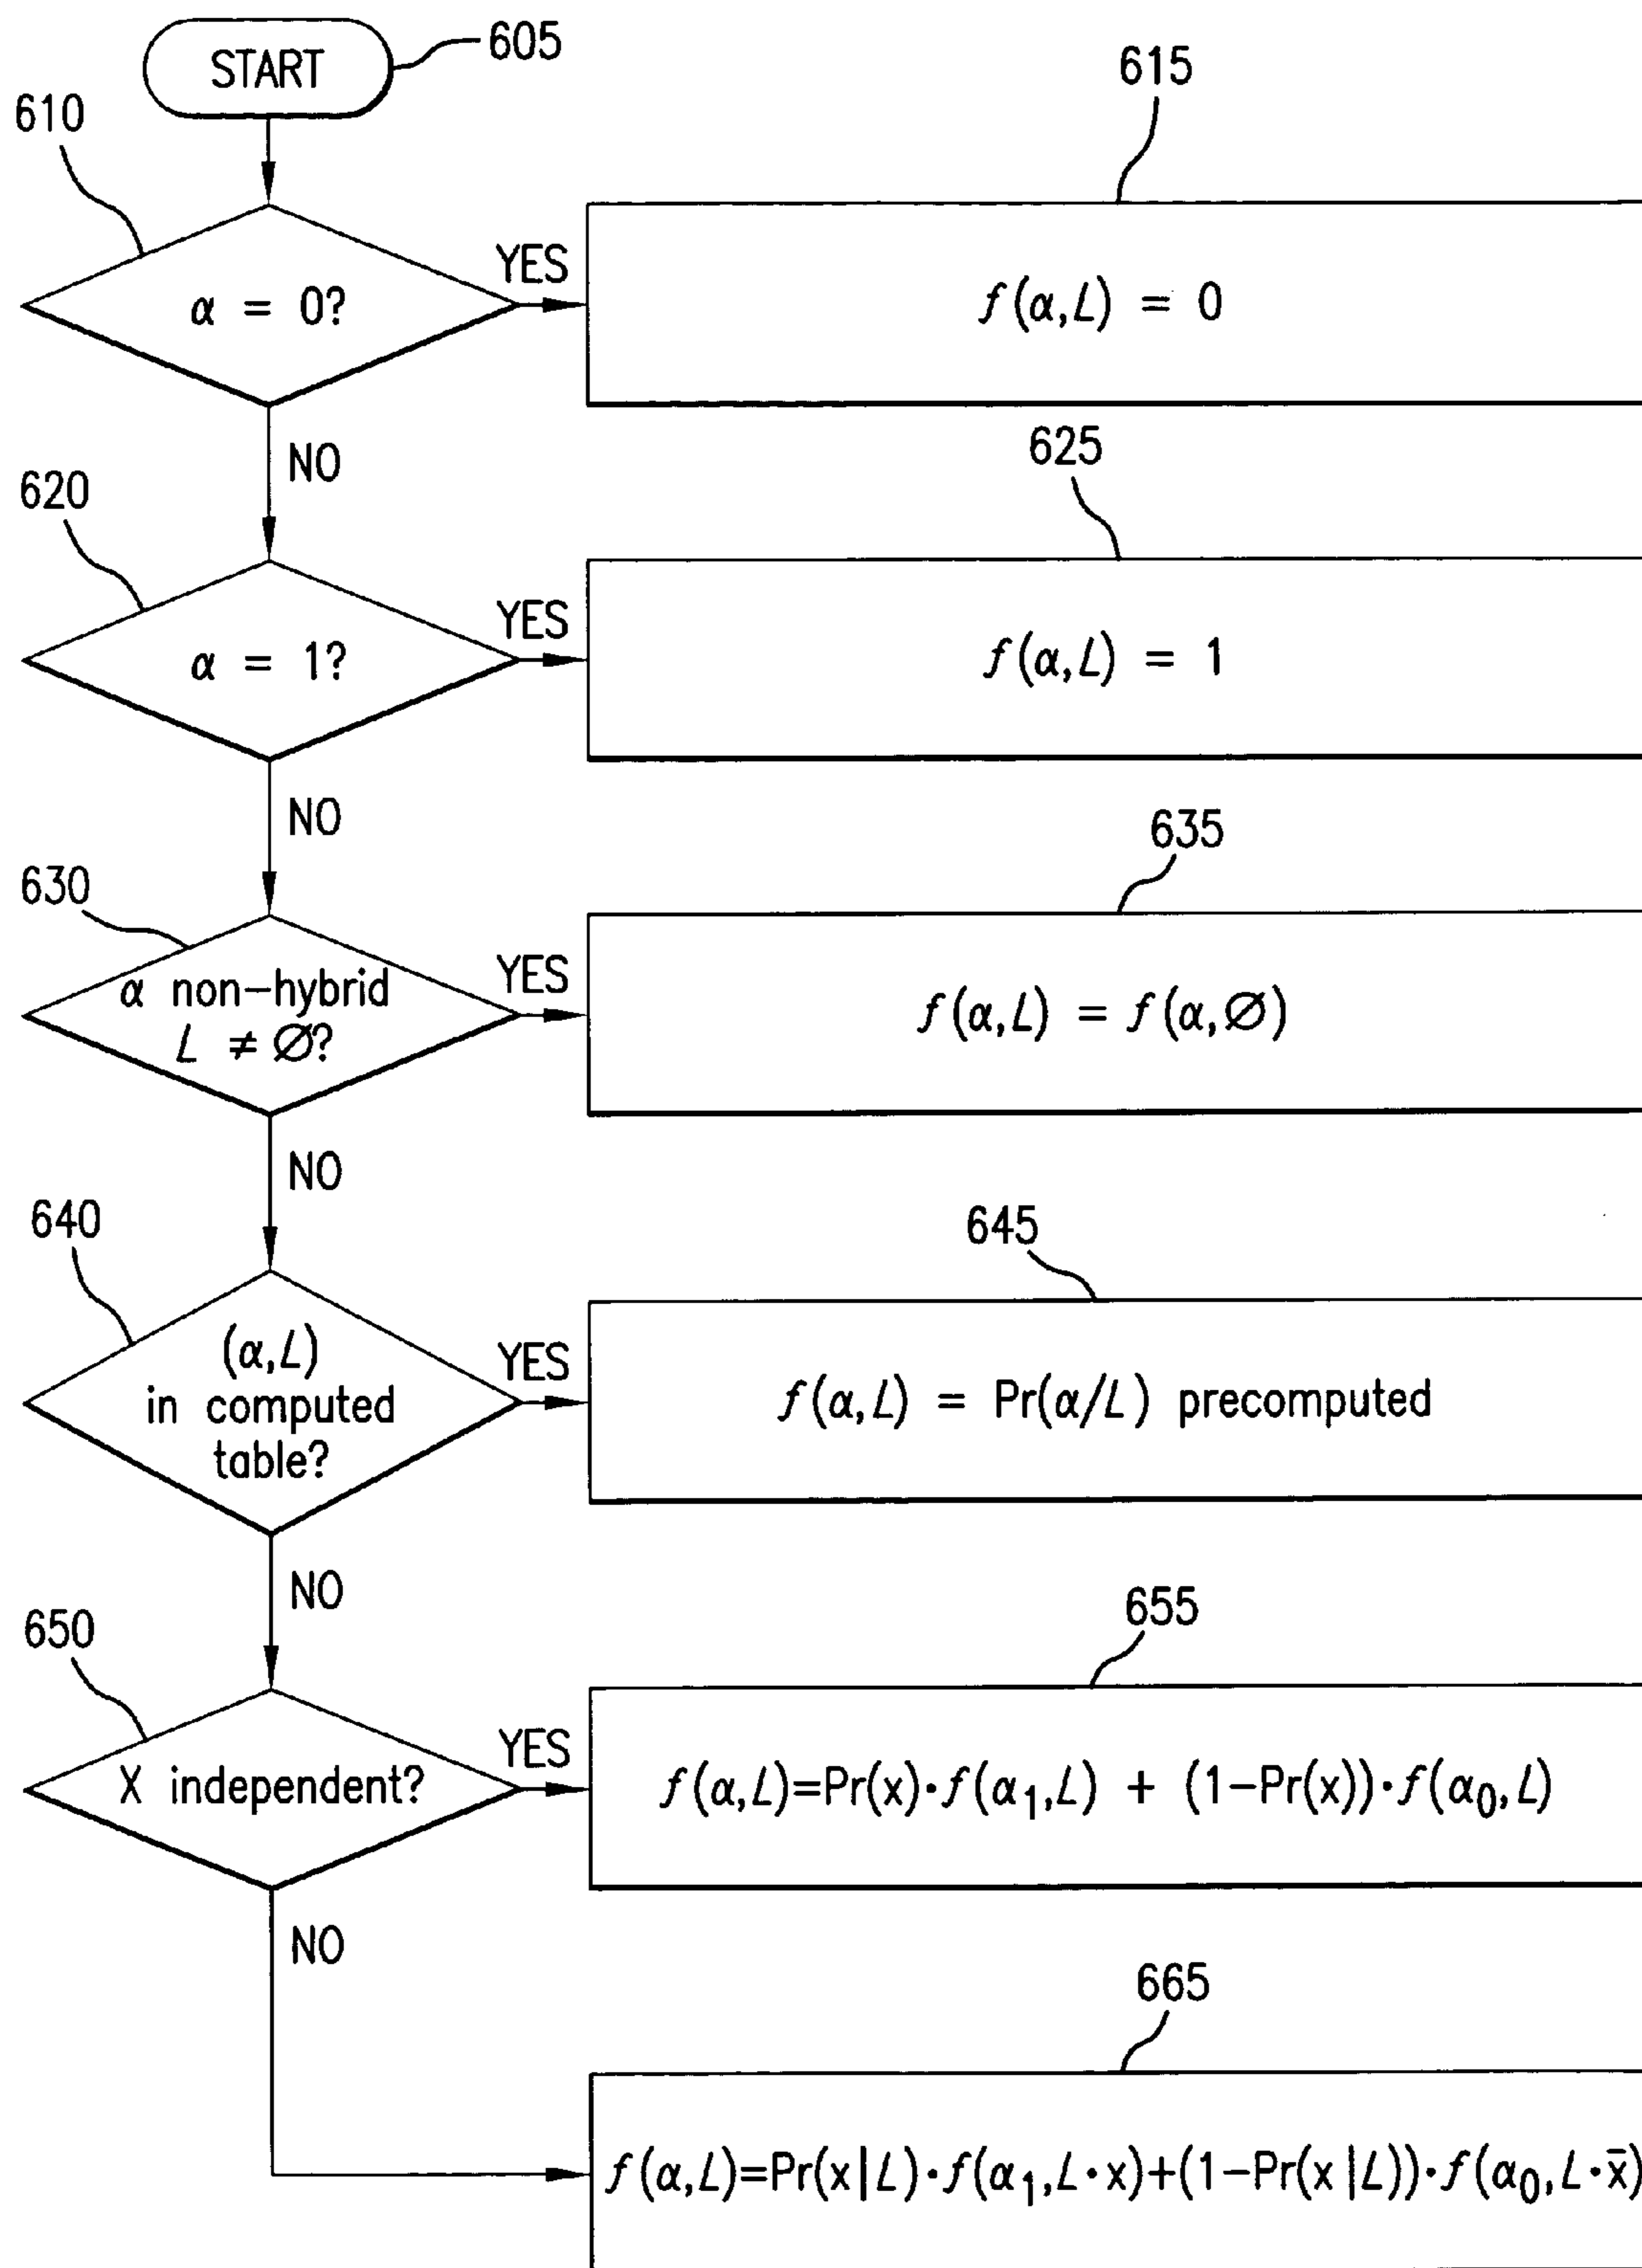 START
605
610
615
α = 0?
YES
f(α,L) = 0
NO
620
625
α = 1?
YES
f(α,L) = 1
NO
630
635
α non-hybrid
L ≠ Ø?
YES
f(α,L) = f(α,Ø)
NO
640
645
(α,L)
in computed
table?
YES
f(α,L) = Pr(α/L) precomputed
NO
650
655
X independent?
YES
f(α,L)=Pr(x)·f(α₁,L) + (1-Pr(x))·f(α₀,L)
NO
665
f(α,L)=Pr(x|L)·f(α₁,L·x)+(1-Pr(x|L))·f(α₀,L·x̄)